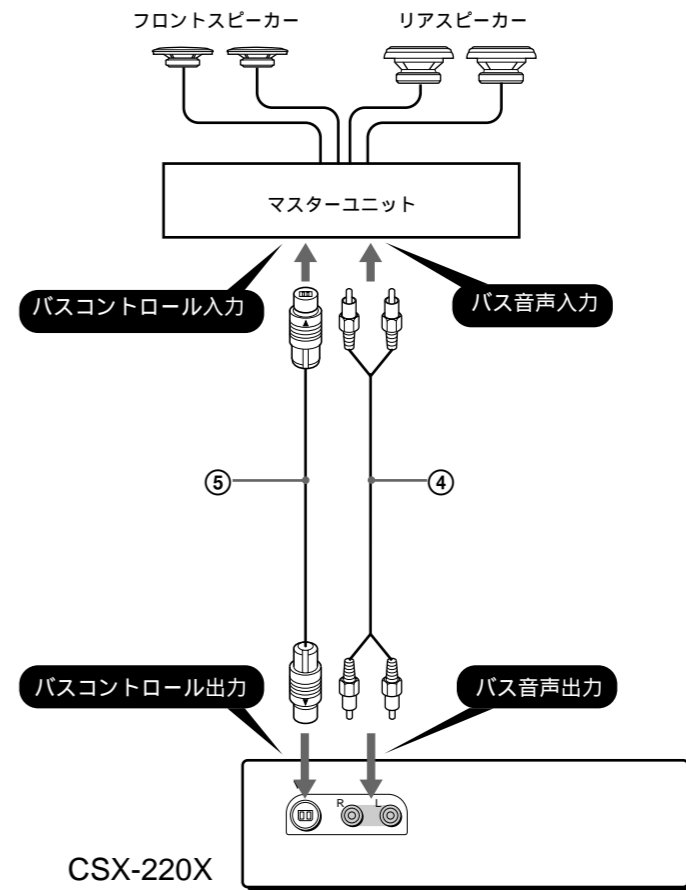 フロントスピーカー
リアスピーカー
マスターユニット
バスコントロール入力
バス音声入力
⑤
④
バスコントロール出力
バス音声出力
R
L
CSX-220X